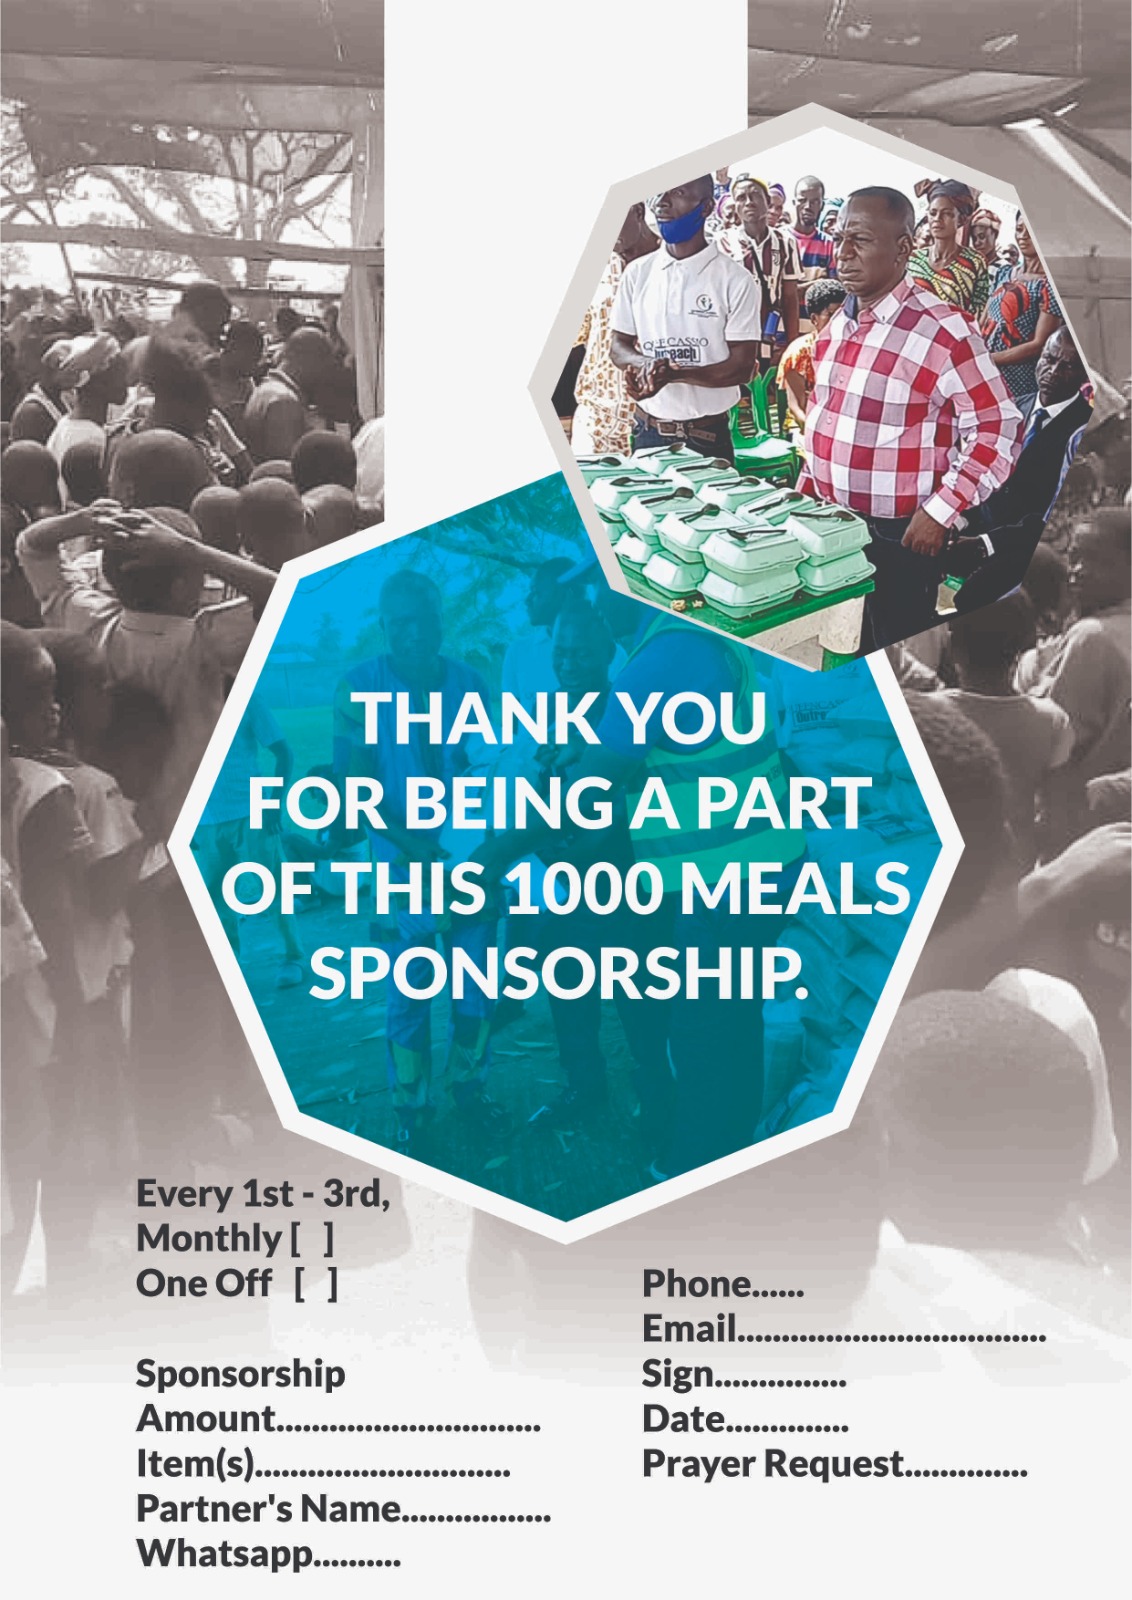 Outreach
THANK YOU
FOR BEING A PART
OF THIS 1000 MEALS
SPONSORSHIP.
Every 1st - 3rd,
Monthly [ ]
One Off [ ]
Sponsorship
Amount..............................
Item(s).............................
Partner's Name.................
Whatsapp..........
Phone......
Email...................................
Sign...............
Date..............
Prayer Request..............